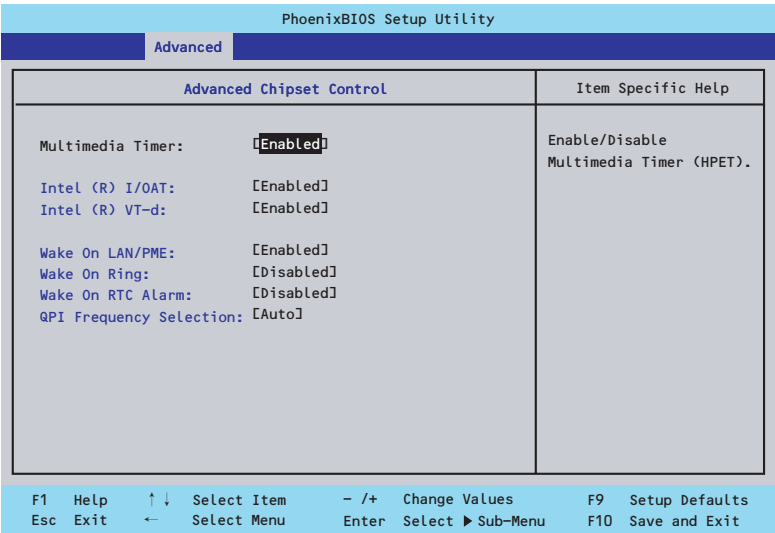 PhoenixBIOS Setup Utility
Advanced
Advanced Chipset Control
Item Specific Help
Multimedia Timer: [Enabled]
Intel (R) I/OAT: [Enabled]
Intel (R) VT-d: [Enabled]
Wake On LAN/PME: [Enabled]
Wake On Ring: [Disabled]
Wake On RTC Alarm: [Disabled]
QPI Frequency Selection: [Auto]
Enable/Disable
Multimedia Timer (HPET).
F1 Help ↑↓ Select Item - /+ Change Values F9 Setup Defaults
Esc Exit ← Select Menu Enter Select ▶ Sub-Menu F10 Save and Exit